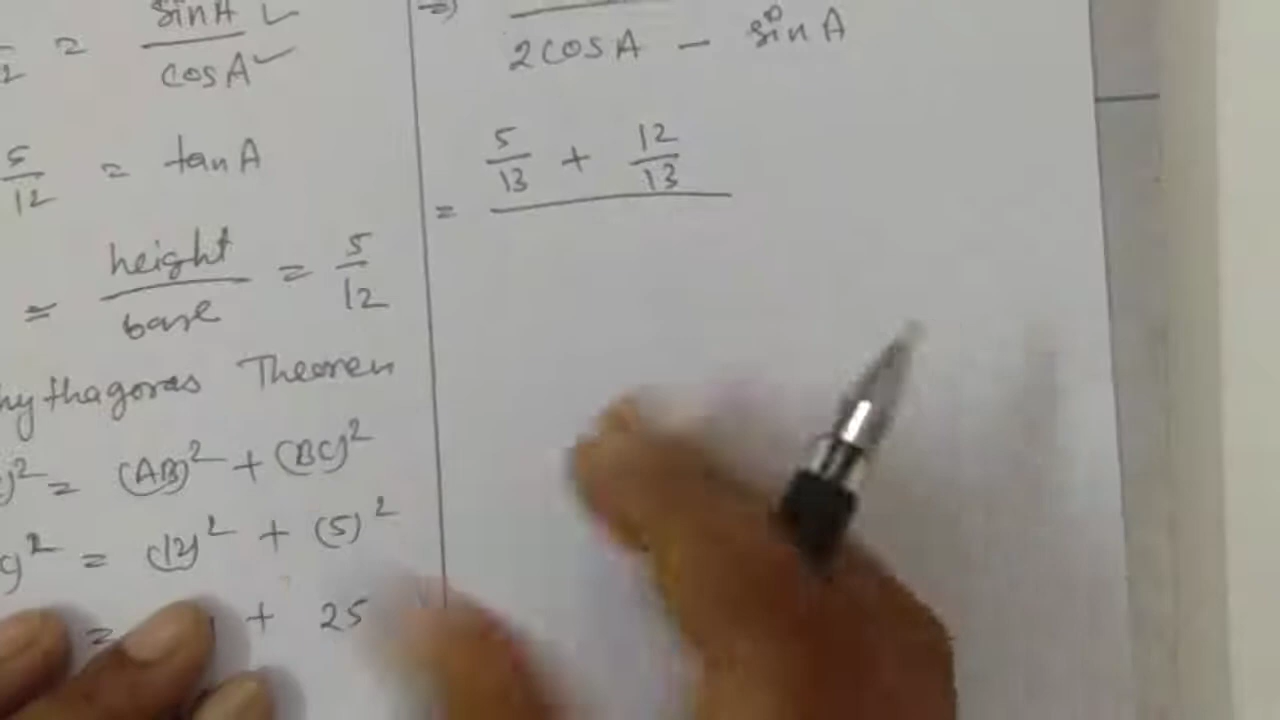 = sinA
cosA
5/12 = tanA
= height/base = 5/12
Theorem
= (AB)² + (BC)²
= (12)² + (5)²
= + 25
⇒ 2cosA - sinA
= 5/13 + 12/13